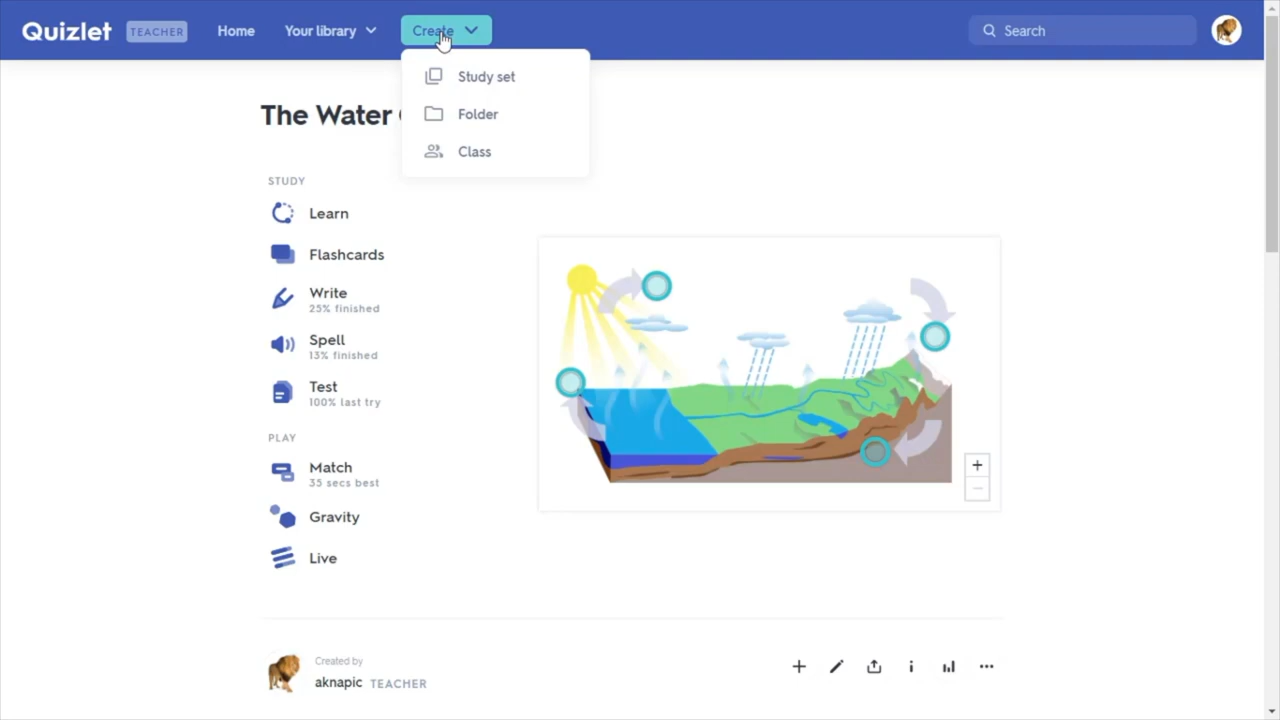 Quizlet TEACHER Home Your library Create Search
Study set
Folder
Class
The Water
STUDY
Learn
Flashcards
Write
25% finished
Spell
13% finished
Test
100% last try
PLAY
Match
35 secs best
Gravity
Live
+
−
Created by
aknapic TEACHER